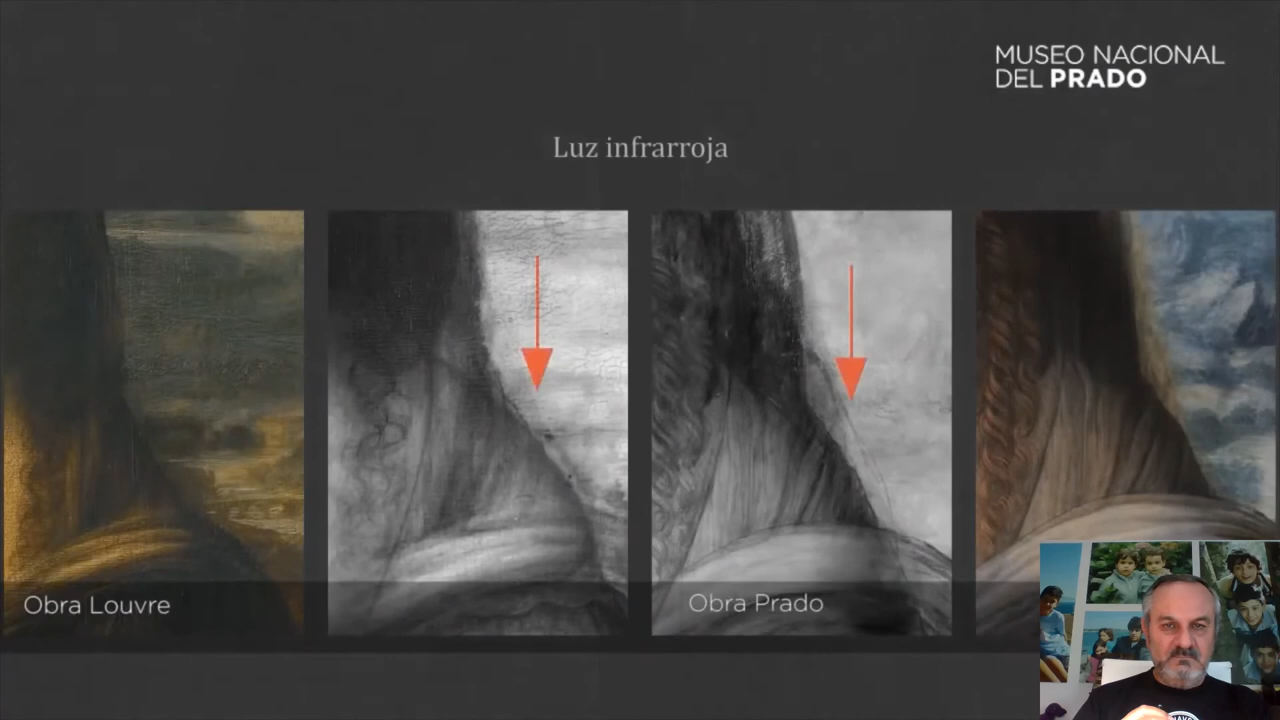 MUSEO NACIONAL
DEL PRADO
Luz infrarroja
Obra Louvre
Obra Prado